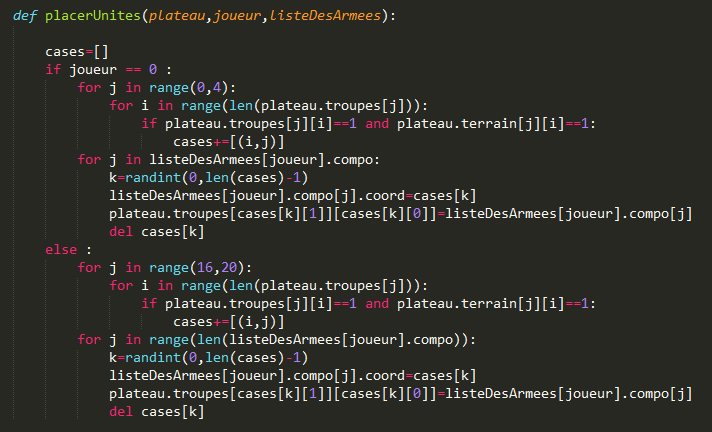 def placerUnites(plateau,joueur,listeDesArmees):
    cases=[]
    if joueur == 0 :
        for j in range(0,4):
            for i in range(len(plateau.troupes[j])):
                if plateau.troupes[j][i]==1 and plateau.terrain[j][i]==1:
                    cases+=[(i,j)]
        for j in listeDesArmees[joueur].compo:
            k=randint(0,len(cases)-1)
            listeDesArmees[joueur].compo[j].coord=cases[k]
            plateau.troupes[cases[k][1]][cases[k][0]]=listeDesArmees[joueur].compo[j]
            del cases[k]
    else :
        for j in range(16,20):
            for i in range(len(plateau.troupes[j])):
                if plateau.troupes[j][i]==1 and plateau.terrain[j][i]==1:
                    cases+=[(i,j)]
        for j in range(len(listeDesArmees[joueur].compo)):
            k=randint(0,len(cases)-1)
            listeDesArmees[joueur].compo[j].coord=cases[k]
            plateau.troupes[cases[k][1]][cases[k][0]]=listeDesArmees[joueur].compo[j]
            del cases[k]